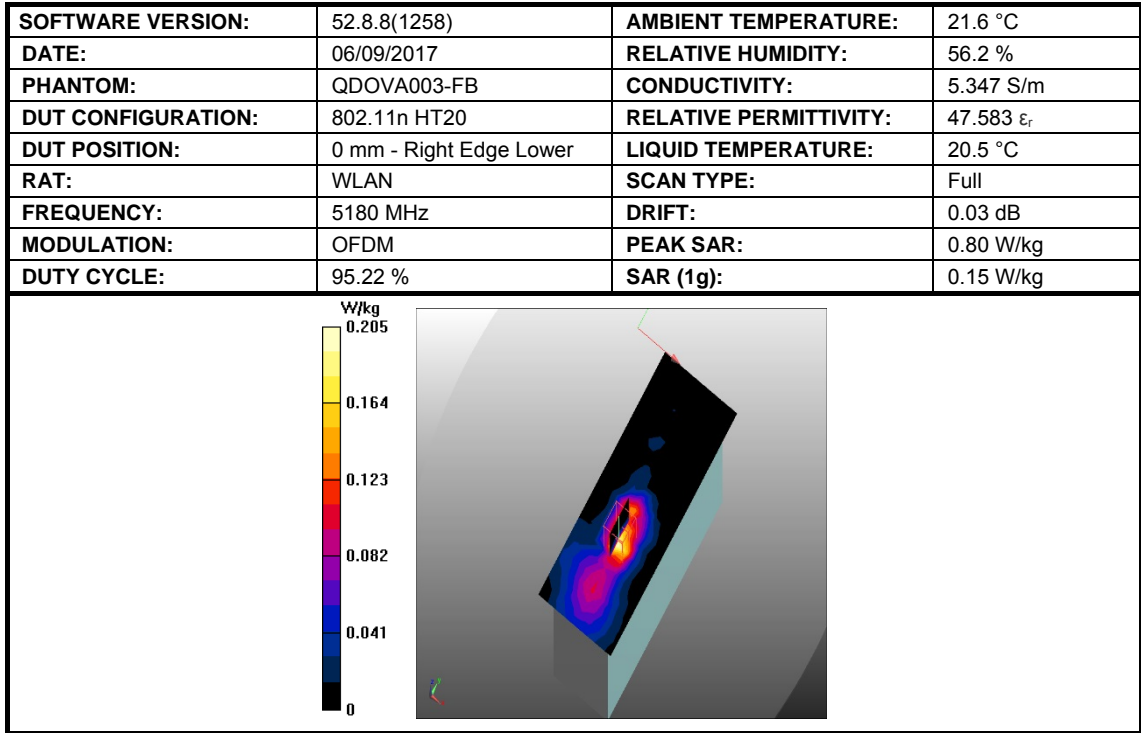 SOFTWARE VERSION: 52.8.8(1258) AMBIENT TEMPERATURE: 21.6 °C
DATE: 06/09/2017 RELATIVE HUMIDITY: 56.2 %
PHANTOM: QDOVA003-FB CONDUCTIVITY: 5.347 S/m
DUT CONFIGURATION: 802.11n HT20 RELATIVE PERMITTIVITY: 47.583 εr
DUT POSITION: 0 mm - Right Edge Lower LIQUID TEMPERATURE: 20.5 °C
RAT: WLAN SCAN TYPE: Full
FREQUENCY: 5180 MHz DRIFT: 0.03 dB
MODULATION: OFDM PEAK SAR: 0.80 W/kg
DUTY CYCLE: 95.22 % SAR (1g): 0.15 W/kg
W/kg
0.205
0.164
0.123
0.082
0.041
0